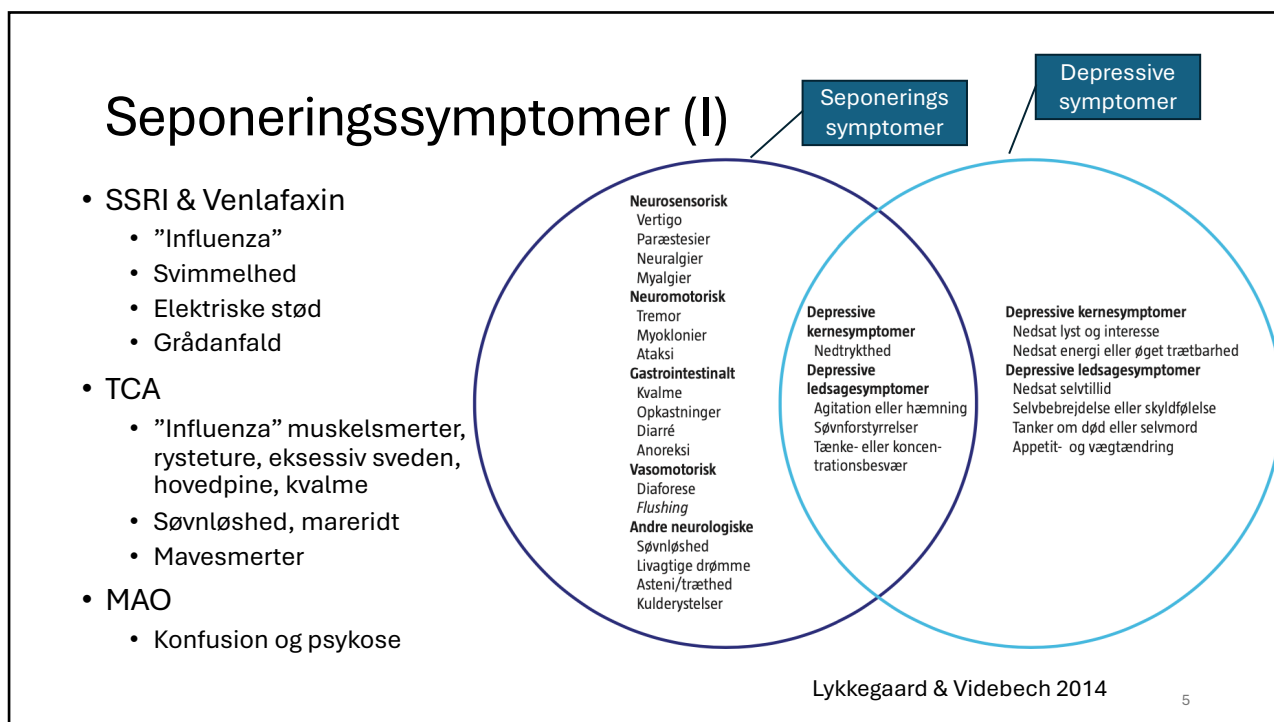 Seponeringssymptomer (I)
Seponerings
symptomer
Depressive
symptomer
• SSRI & Venlafaxin
• ”Influenza”
• Svimmelhed
• Elektriske stød
• Grådanfald
• TCA
• ”Influenza” muskelsmerter,
rysteture, eksessiv sveden,
hovedpine, kvalme
• Søvnløshed, mareridt
• Mavesmerter
• MAO
• Konfusion og psykose
Neurosensorisk
Vertigo
Paræstesier
Neuralgier
Myalgier
Neuromotorisk
Tremor
Myoklonier
Ataksi
Gastrointestinalt
Kvalme
Opkastninger
Diarré
Anoreksi
Vasomotorisk
Diaforese
Flushing
Andre neurologiske
Søvnløshed
Livagtige drømme
Asteni/træthed
Kulderystelser
Depressive
kernesymptomer
Nedtrykthed
Depressive
ledsagesymptomer
Agitation eller hæmning
Søvnforstyrrelser
Tænke- eller koncen-
trationsbesvær
Depressive kernesymptomer
Nedsat lyst og interesse
Nedsat energi eller øget trætbarhed
Depressive ledsagesymptomer
Nedsat selvtillid
Selvbebrejdelse eller skyldfølelse
Tanker om død eller selvmord
Appetit- og vægtændring
Lykkegaard & Videbech 2014
5